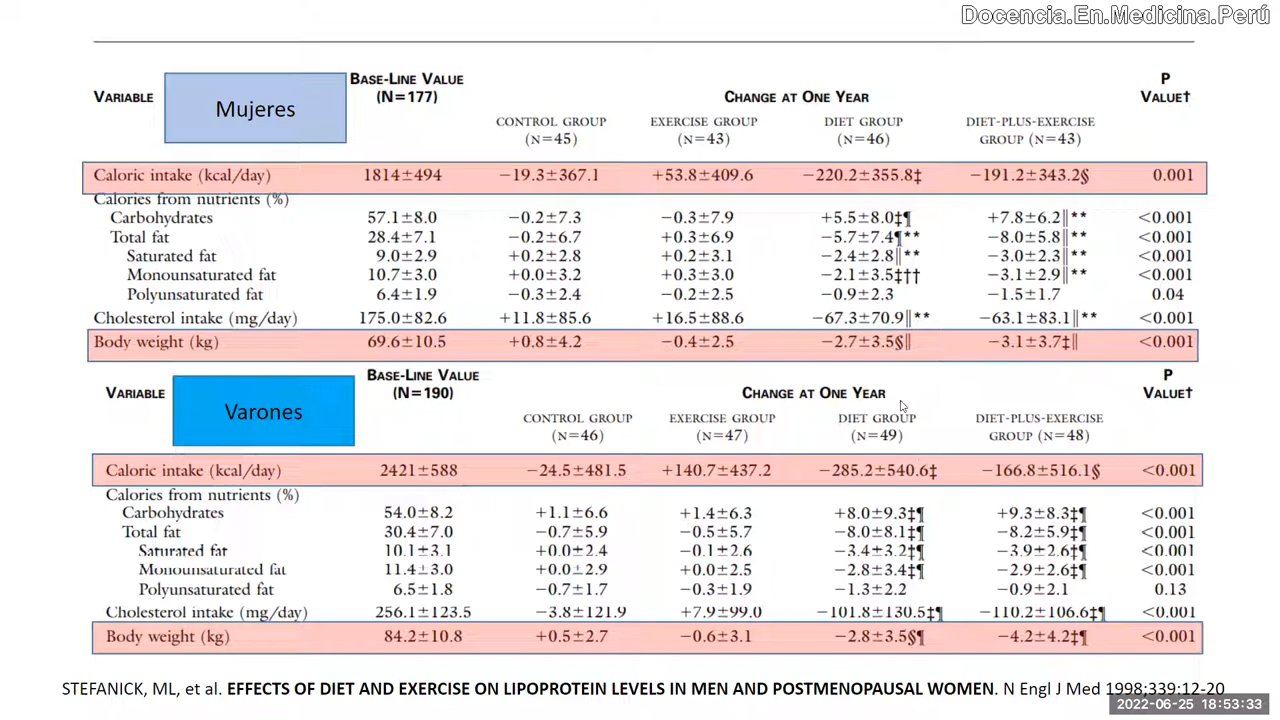 Docencia.En.Medicina.Perú
VARIABLE Mujeres BASE-LINE VALUE (N=177) CHANGE AT ONE YEAR P VALUE†
CONTROL GROUP (N=45) EXERCISE GROUP (N=43) DIET GROUP (N=46) DIET-PLUS-EXERCISE GROUP (N=43)
Caloric intake (kcal/day) 1814±494 −19.3±367.1 +53.8±409.6 −220.2±355.8‡ −191.2±343.2§ 0.001
Calories from nutrients (%)
Carbohydrates 57.1±8.0 −0.2±7.3 −0.3±7.9 +5.5±8.0‡¶ +7.8±6.2‖** <0.001
Total fat 28.4±7.1 −0.2±6.7 +0.3±6.9 −5.7±7.4¶** −8.0±5.8‖** <0.001
Saturated fat 9.0±2.9 +0.2±2.8 +0.2±3.1 −2.4±2.8‖** −3.0±2.3‖** <0.001
Monounsaturated fat 10.7±3.0 +0.0±3.2 +0.3±3.0 −2.1±3.5‡†† −3.1±2.9‖** <0.001
Polyunsaturated fat 6.4±1.9 −0.3±2.4 −0.2±2.5 −0.9±2.3 −1.5±1.7 0.04
Cholesterol intake (mg/day) 175.0±82.6 +11.8±85.6 +16.5±88.6 −67.3±70.9‖** −63.1±83.1‖** <0.001
Body weight (kg) 69.6±10.5 +0.8±4.2 −0.4±2.5 −2.7±3.5§‖ −3.1±3.7‡‖ <0.001
VARIABLE Varones BASE-LINE VALUE (N=190) CHANGE AT ONE YEAR P VALUE†
CONTROL GROUP (N=46) EXERCISE GROUP (N=47) DIET GROUP (N=49) DIET-PLUS-EXERCISE GROUP (N=48)
Caloric intake (kcal/day) 2421±588 −24.5±481.5 +140.7±437.2 −285.2±540.6‡ −166.8±516.1§ <0.001
Calories from nutrients (%)
Carbohydrates 54.0±8.2 +1.1±6.6 +1.4±6.3 +8.0±9.3‡¶ +9.3±8.3‡¶ <0.001
Total fat 30.4±7.0 −0.7±5.9 −0.5±5.7 −8.0±8.1‡¶ −8.2±5.9‡¶ <0.001
Saturated fat 10.1±3.1 +0.0±2.4 −0.1±2.6 −3.4±3.2‡¶ −3.9±2.6‡¶ <0.001
Monounsaturated fat 11.4±3.0 +0.0±2.9 +0.0±2.5 −2.8±3.4‡¶ −2.9±2.6‡¶ <0.001
Polyunsaturated fat 6.5±1.8 −0.7±1.7 −0.3±1.9 −1.3±2.2 −0.9±2.1 0.13
Cholesterol intake (mg/day) 256.1±123.5 −3.8±121.9 +7.9±99.0 −101.8±130.5‡¶ −110.2±106.6‡¶ <0.001
Body weight (kg) 84.2±10.8 +0.5±2.7 −0.6±3.1 −2.8±3.5§¶ −4.2±4.2‡¶ <0.001
STEFANICK, ML, et al. EFFECTS OF DIET AND EXERCISE ON LIPOPROTEIN LEVELS IN MEN AND POSTMENOPAUSAL WOMEN. N Engl J Med 1998;339:12-20
2022-06-25 18:53:33